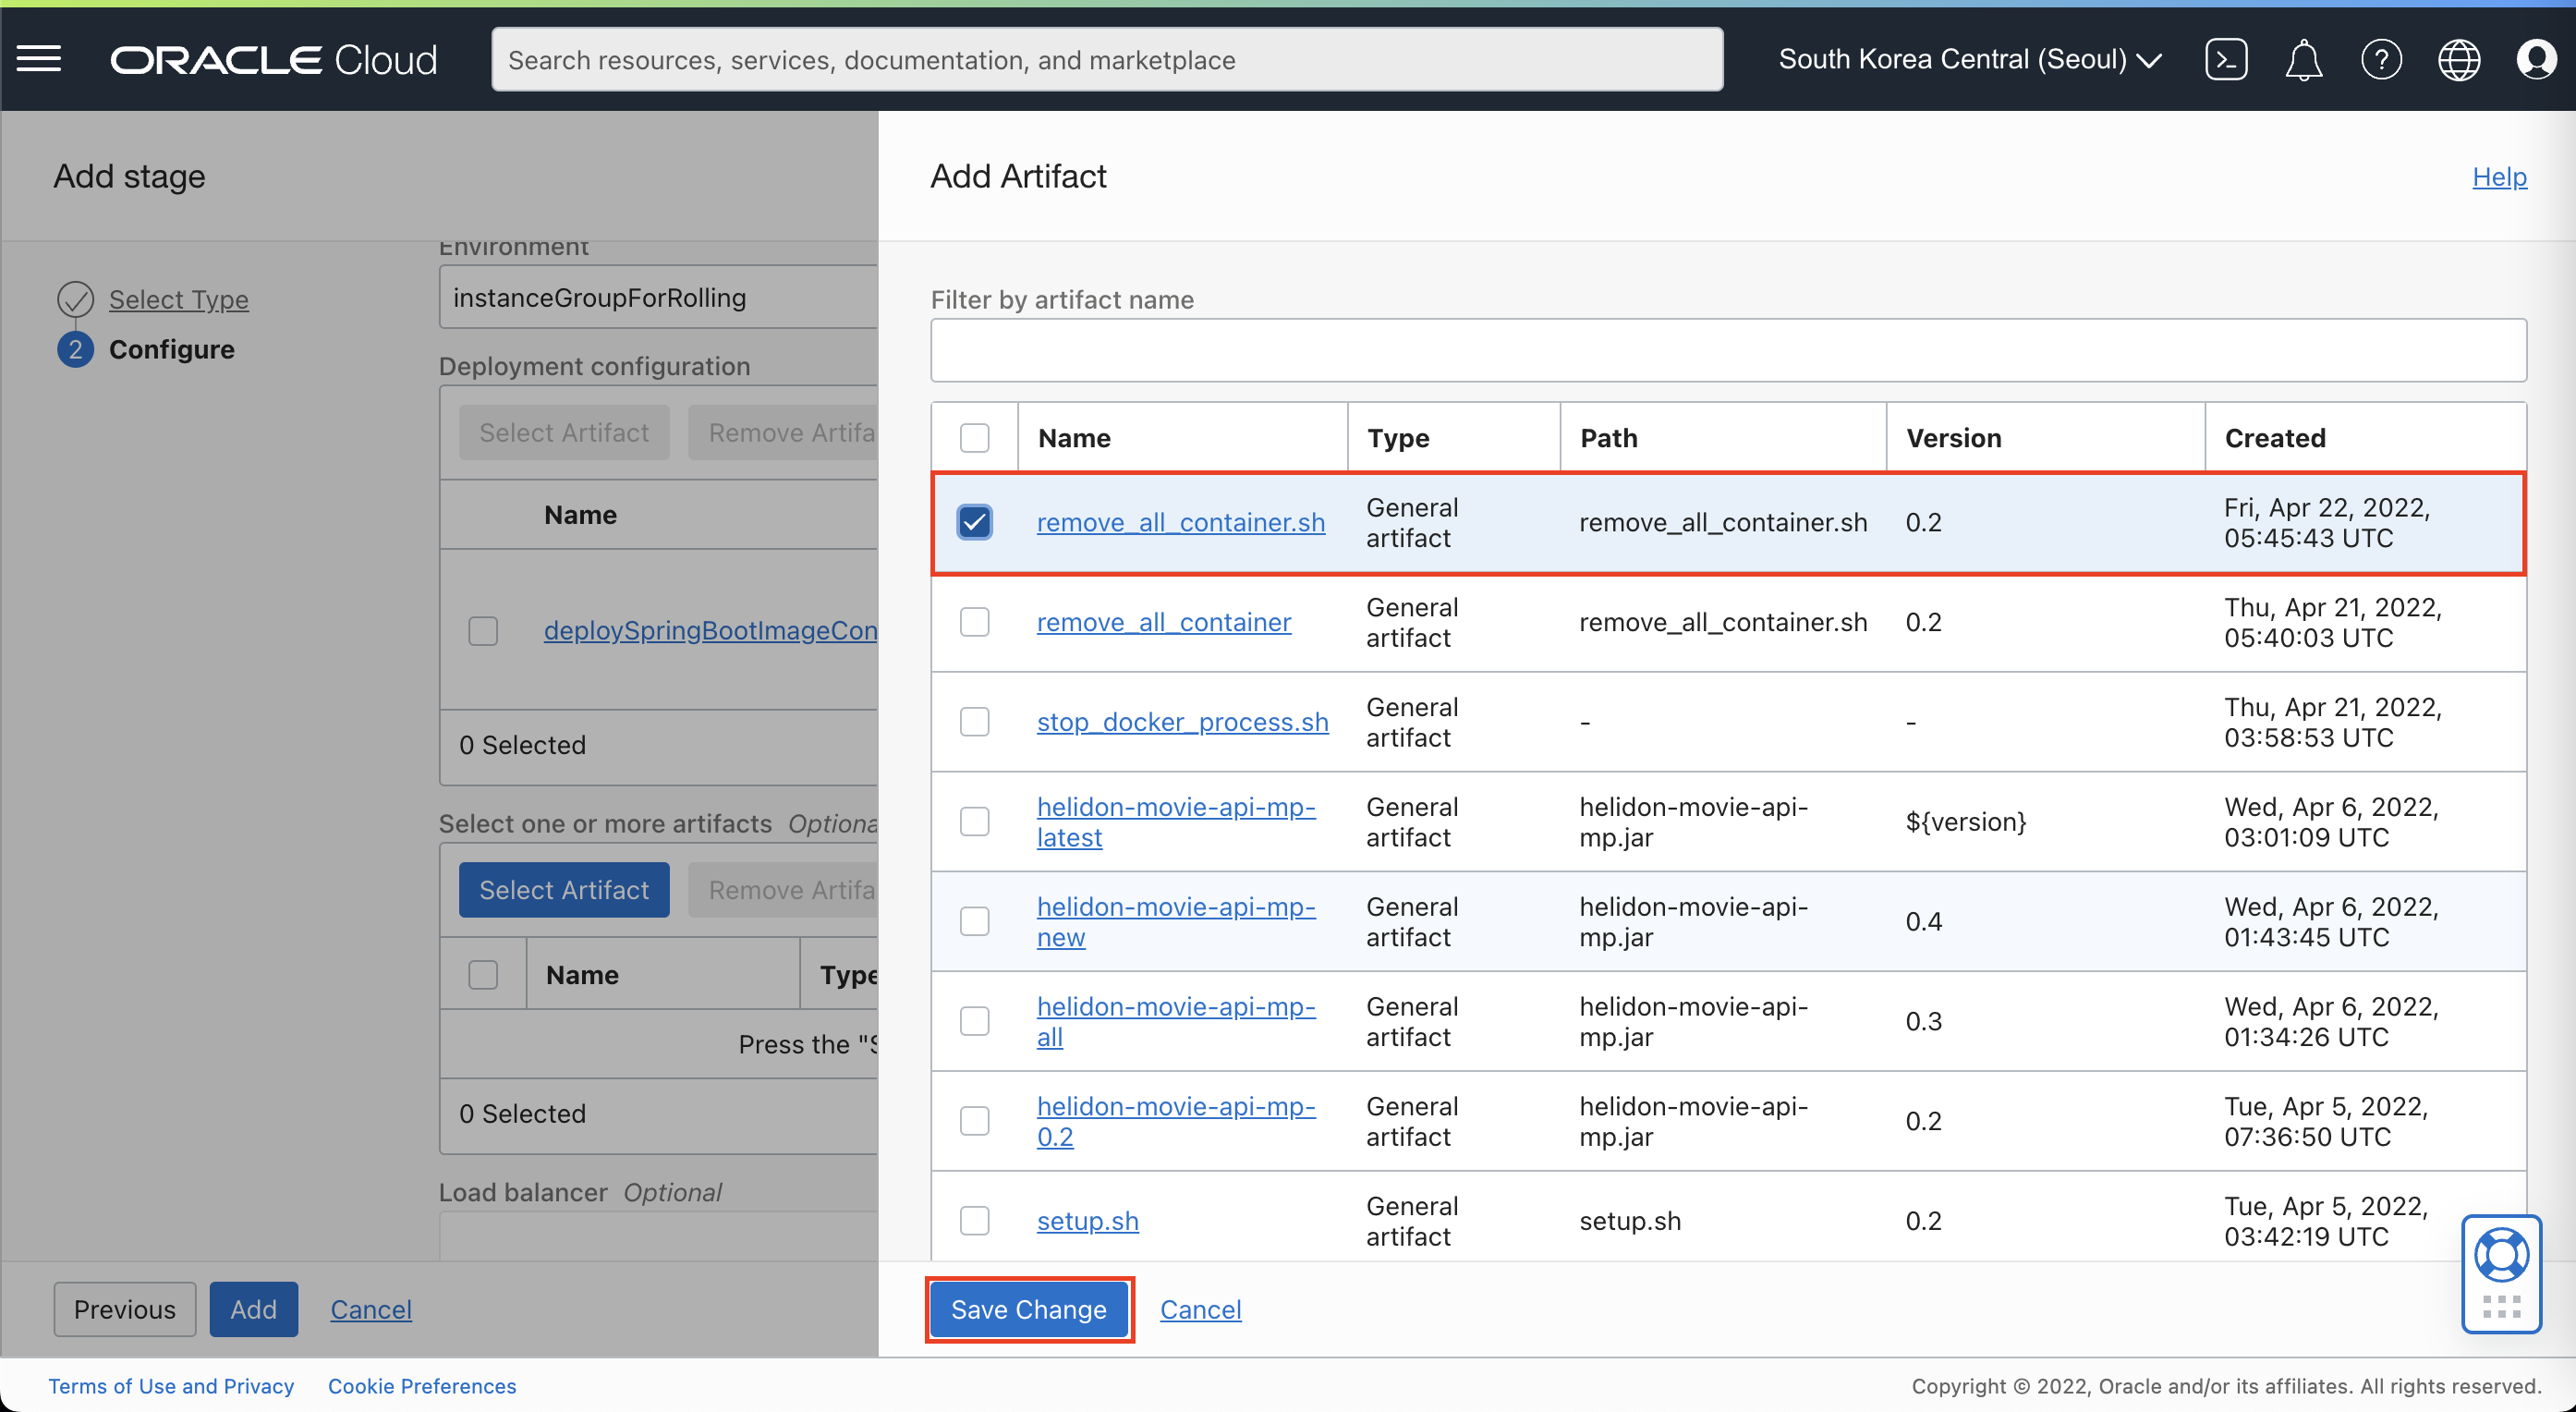 ORACLE Cloud
Search resources, services, documentation, and marketplace
South Korea Central (Seoul)
Add stage
Select Type
2 Configure
Environment
instanceGroupForRolling
Deployment configuration
Select Artifact Remove Artifa
Name
deploySpringBootImageCon
0 Selected
Select one or more artifacts Optiona
Select Artifact Remove Artifa
Name Type
Press the "S
0 Selected
Load balancer Optional
Previous Add Cancel
Add Artifact
Help
Filter by artifact name
Name Type Path Version Created
remove_all_container.sh General artifact remove_all_container.sh 0.2 Fri, Apr 22, 2022, 05:45:43 UTC
remove_all_container General artifact remove_all_container.sh 0.2 Thu, Apr 21, 2022, 05:40:03 UTC
stop_docker_process.sh General artifact - - Thu, Apr 21, 2022, 03:58:53 UTC
helidon-movie-api-mp-latest General artifact helidon-movie-api-mp.jar ${version} Wed, Apr 6, 2022, 03:01:09 UTC
helidon-movie-api-mp-new General artifact helidon-movie-api-mp.jar 0.4 Wed, Apr 6, 2022, 01:43:45 UTC
helidon-movie-api-mp-all General artifact helidon-movie-api-mp.jar 0.3 Wed, Apr 6, 2022, 01:34:26 UTC
helidon-movie-api-mp-0.2 General artifact helidon-movie-api-mp.jar 0.2 Tue, Apr 5, 2022, 07:36:50 UTC
setup.sh General artifact setup.sh 0.2 Tue, Apr 5, 2022, 03:42:19 UTC
Save Change Cancel
Terms of Use and Privacy Cookie Preferences
Copyright © 2022, Oracle and/or its affiliates. All rights reserved.